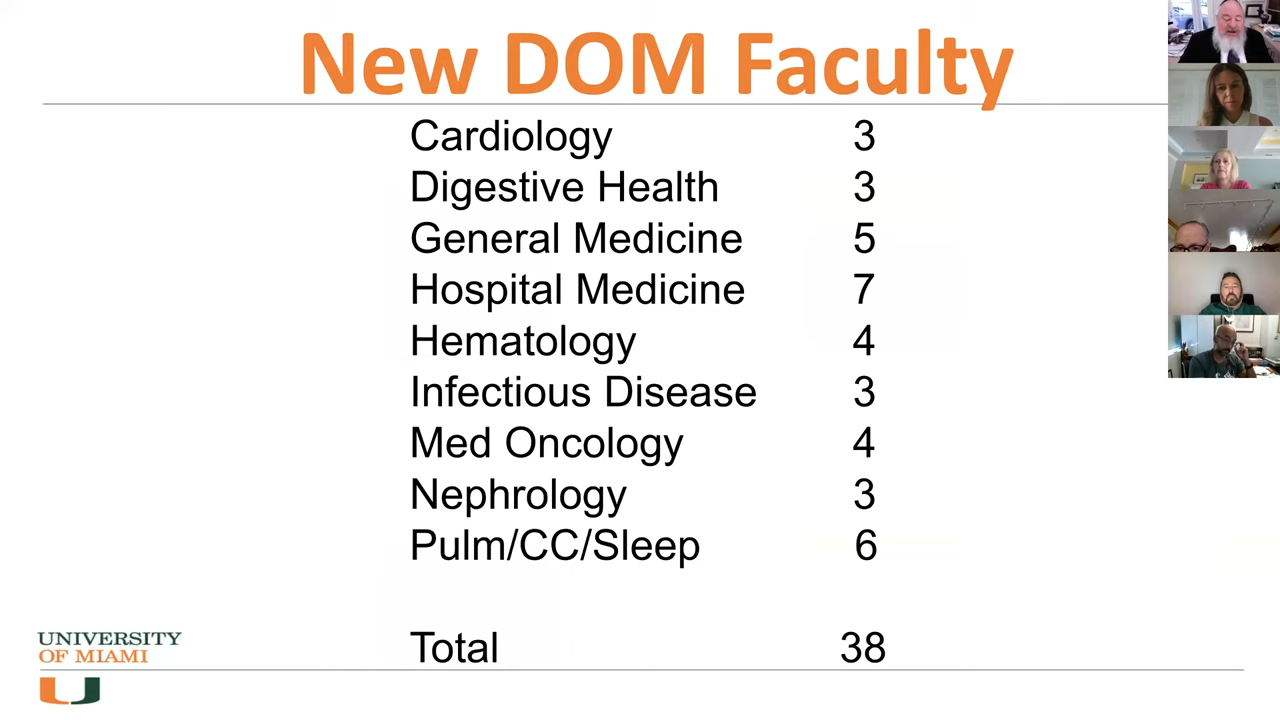 New DOM Faculty
Cardiology 3
Digestive Health 3
General Medicine 5
Hospital Medicine 7
Hematology 4
Infectious Disease 3
Med Oncology 4
Nephrology 3
Pulm/CC/Sleep 6
Total 38
UNIVERSITY
OF MIAMI